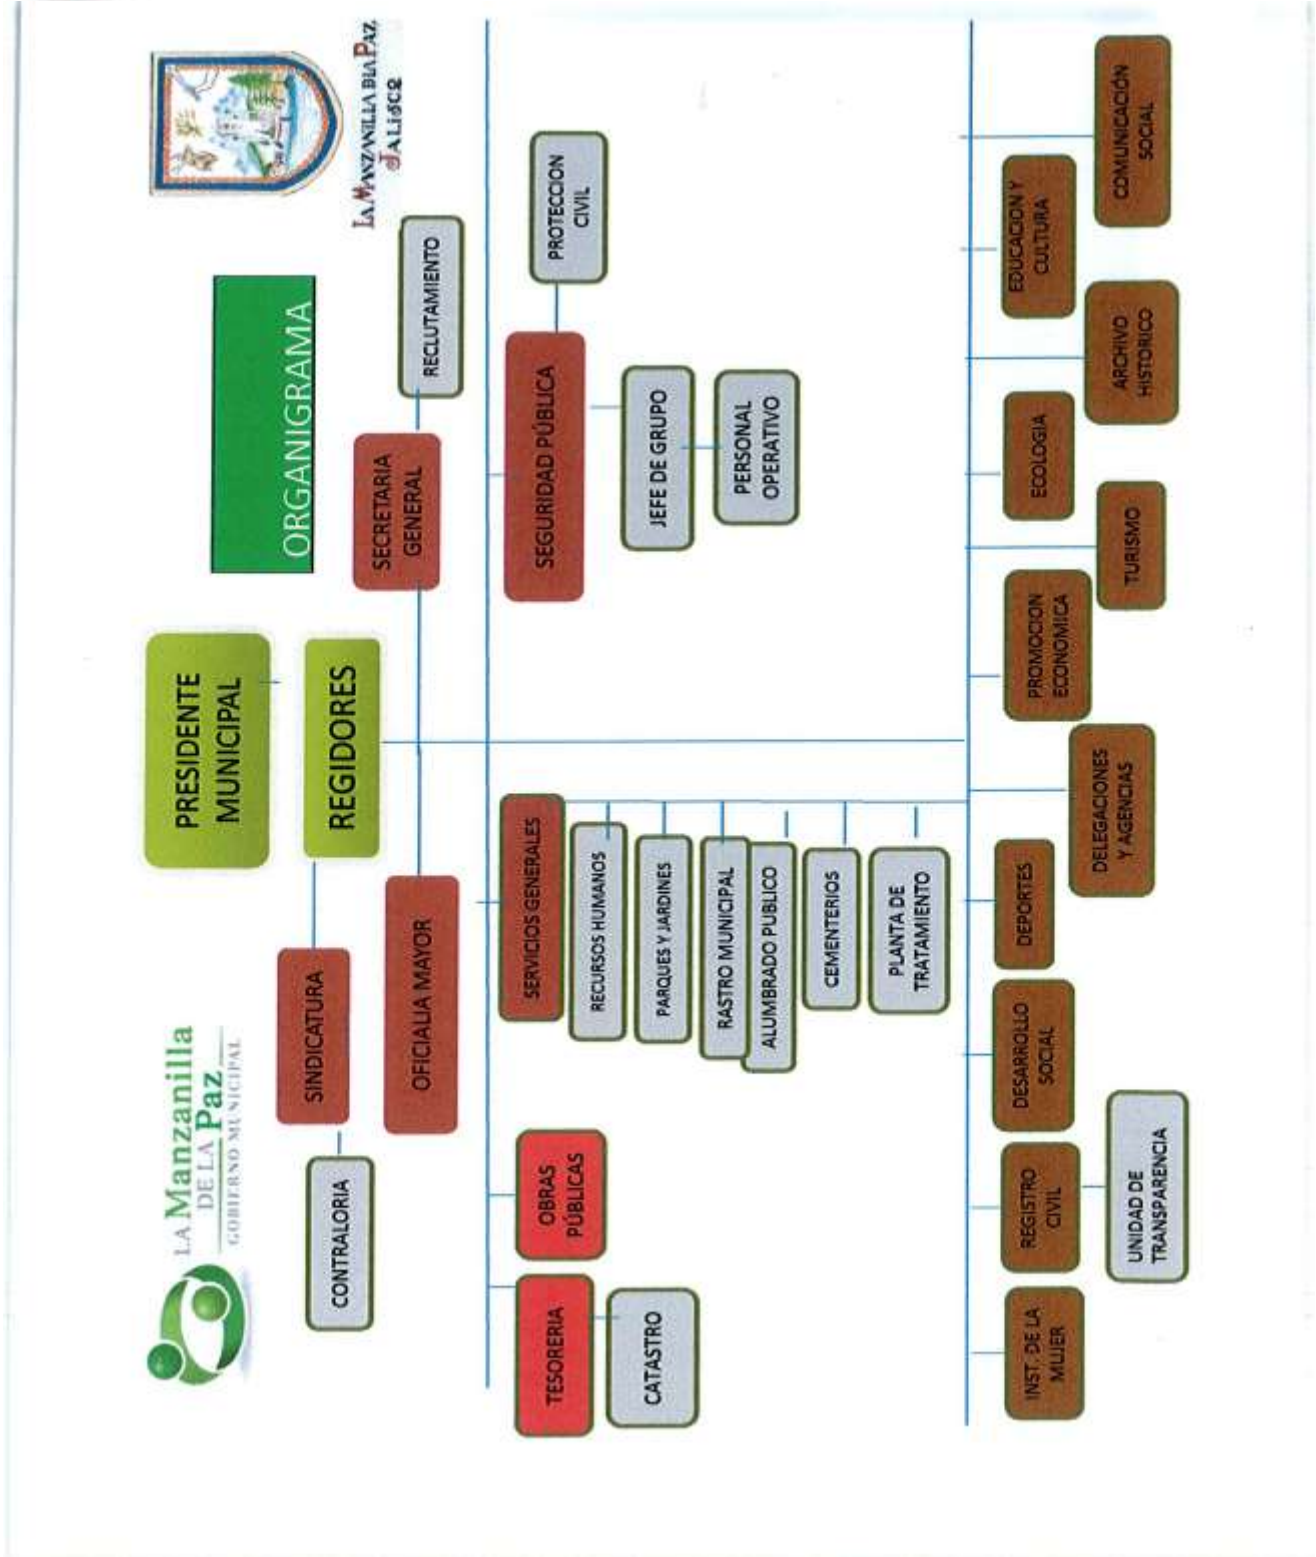 LA Manzanilla
DE LA Paz
GOBIERNO MUNICIPAL
PRESIDENTE
MUNICIPAL
ORGANIGRAMA
LA MANZANILLA D LA PAZ
JALISCO
REGIDORES
SINDICATURA
CONTRALORIA
SECRETARIA
GENERAL
RECLUTAMIENTO
OFICIALIA MAYOR
TESORERIA
CATASTRO
OBRAS
PÚBLICAS
SERVICIOS GENERALES
RECURSOS HUMANOS
PARQUES Y JARDINES
RASTRO MUNICIPAL
ALUMBRADO PUBLICO
CEMENTERIOS
PLANTA DE
TRATAMIENTO
SEGURIDAD PÚBLICA
PROTECCION
CIVIL
JEFE DE GRUPO
PERSONAL
OPERATIVO
INST. DE LA
MUJER
REGISTRO
CIVIL
UNIDAD DE
TRANSPARENCIA
DESARROLLO
SOCIAL
DEPORTES
DELEGACIONES
Y AGENCIAS
PROMOCION
ECONOMICA
TURISMO
ECOLOGIA
ARCHIVO
HISTORICO
EDUCACION Y
CULTURA
COMUNICACIÓN
SOCIAL